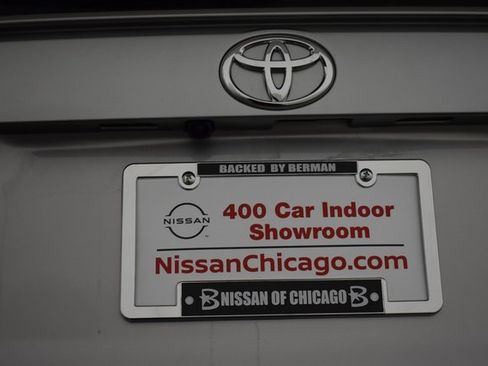 BACKED BY BERMAN
NISSAN
400 Car Indoor
Showroom
NissanChicago.com
B NISSAN OF CHICAGO B